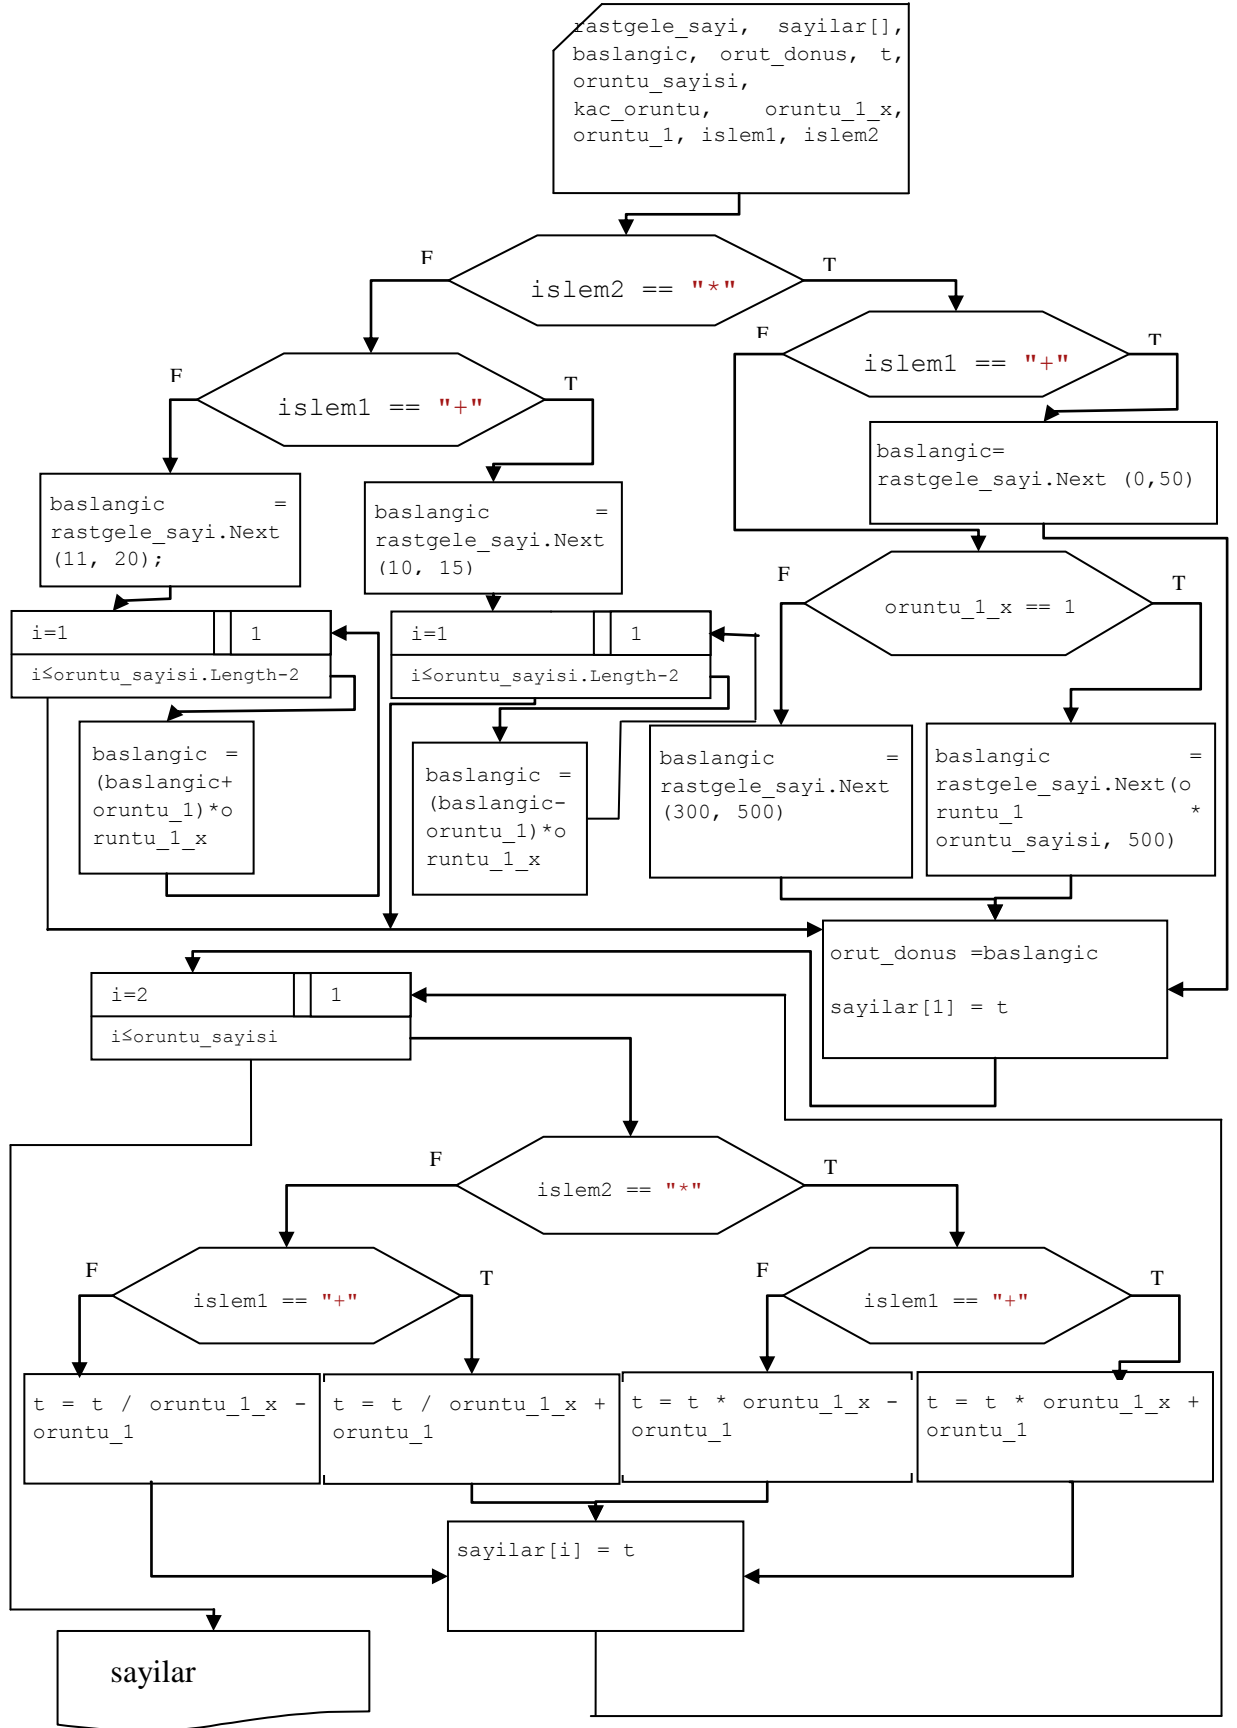 rastgele_sayi, sayilar[],
baslangic, orut_donus, t,
oruntu_sayisi,
kac_oruntu, oruntu_1_x,
oruntu_1, islem1, islem2
F
islem2 == "*"
T
F
islem1 == "+"
T
F
islem1 == "+"
T
baslangic =
rastgele_sayi.Next
(11, 20);
baslangic =
rastgele_sayi.Next
(10, 15)
baslangic=
rastgele_sayi.Next (0,50)
F
oruntu_1_x == 1
T
i=1
1
i≤oruntu_sayisi.Length-2
i=1
1
i≤oruntu_sayisi.Length-2
baslangic =
(baslangic+
oruntu_1)*o
runtu_1_x
baslangic =
(baslangic-
oruntu_1)*o
runtu_1_x
baslangic =
rastgele_sayi.Next
(300, 500)
baslangic =
rastgele_sayi.Next(o
runtu_1 *
oruntu_sayisi, 500)
orut_donus =baslangic
sayilar[1] = t
i=2
1
i≤oruntu_sayisi
F
islem2 == "*"
T
F
islem1 == "+"
T
F
islem1 == "+"
T
t = t / oruntu_1_x -
oruntu_1
t = t / oruntu_1_x +
oruntu_1
t = t * oruntu_1_x -
oruntu_1
t = t * oruntu_1_x +
oruntu_1
sayilar[i] = t
sayilar